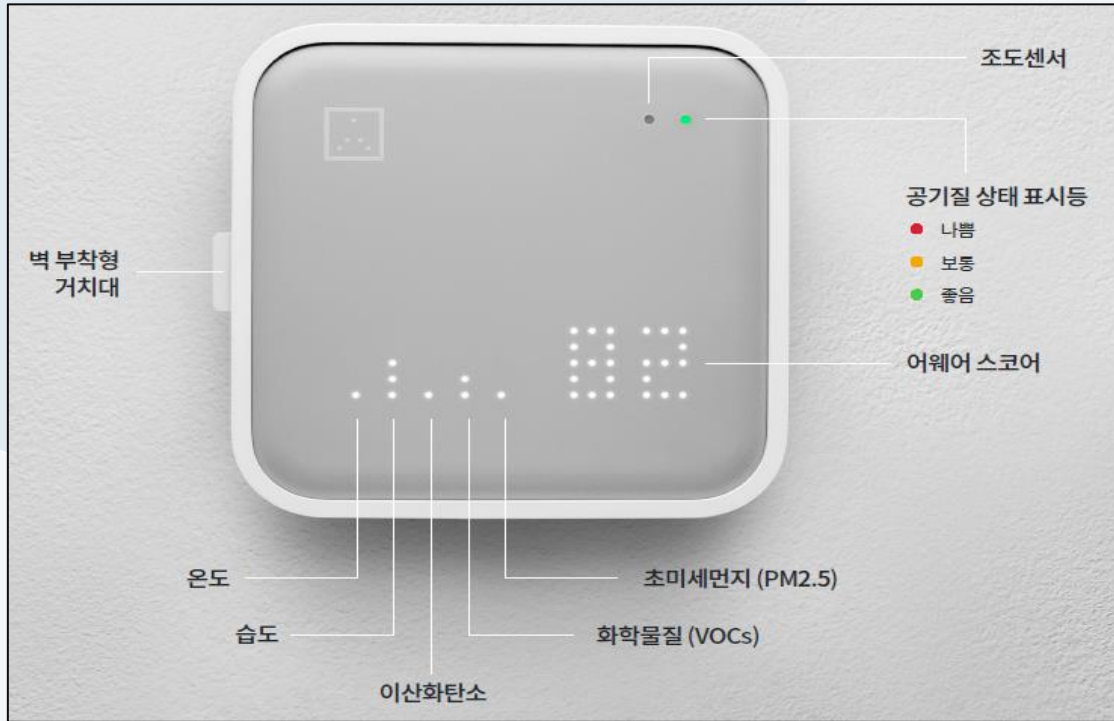 조도센서
공기질 상태 표시등
나쁨
보통
좋음
벽 부착형
거치대
82
어웨어 스코어
온도
초미세먼지 (PM2.5)
습도
화학물질 (VOCs)
이산화탄소